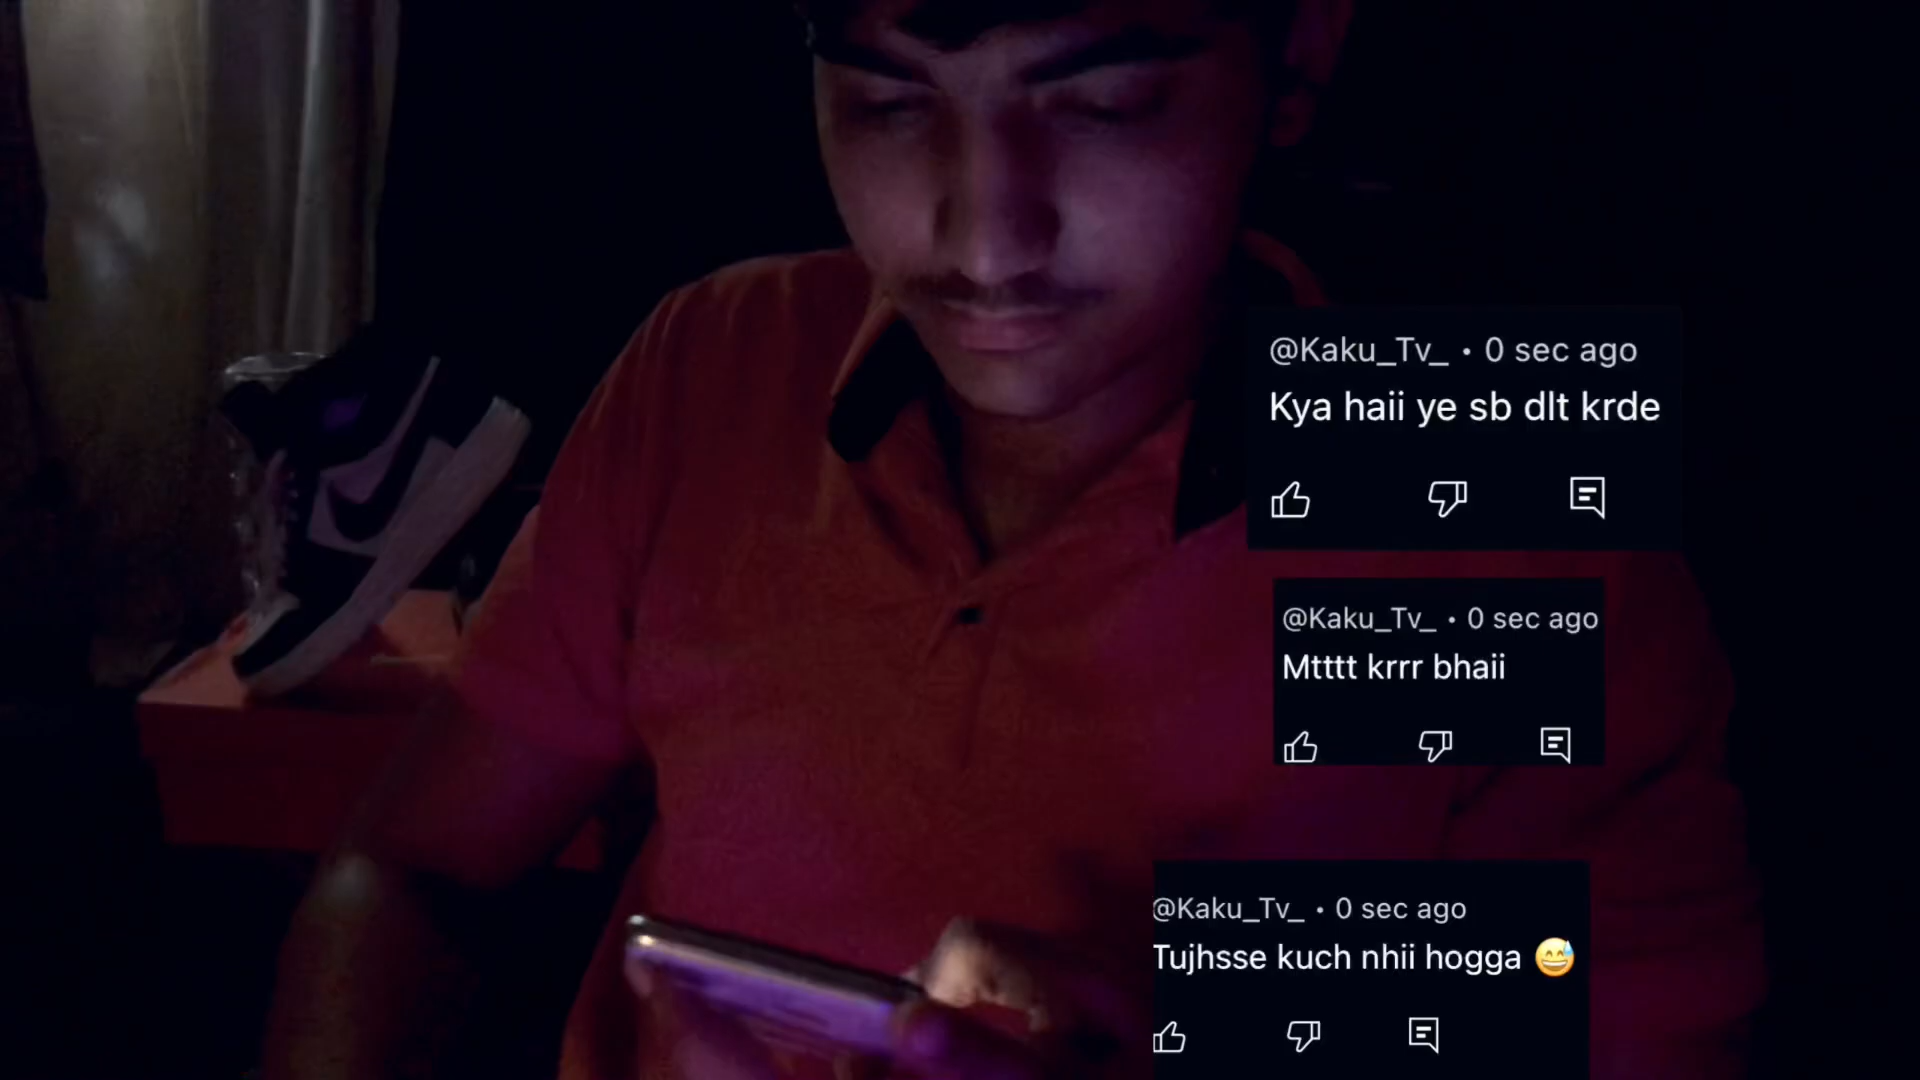 @Kaku_Tv_ • 0 sec ago
Kya haii ye sb dlt krde
@Kaku_Tv_ • 0 sec ago
Mtttt krrr bhaii
@Kaku_Tv_ • 0 sec ago
Tujhsse kuch nhii hogga 😅